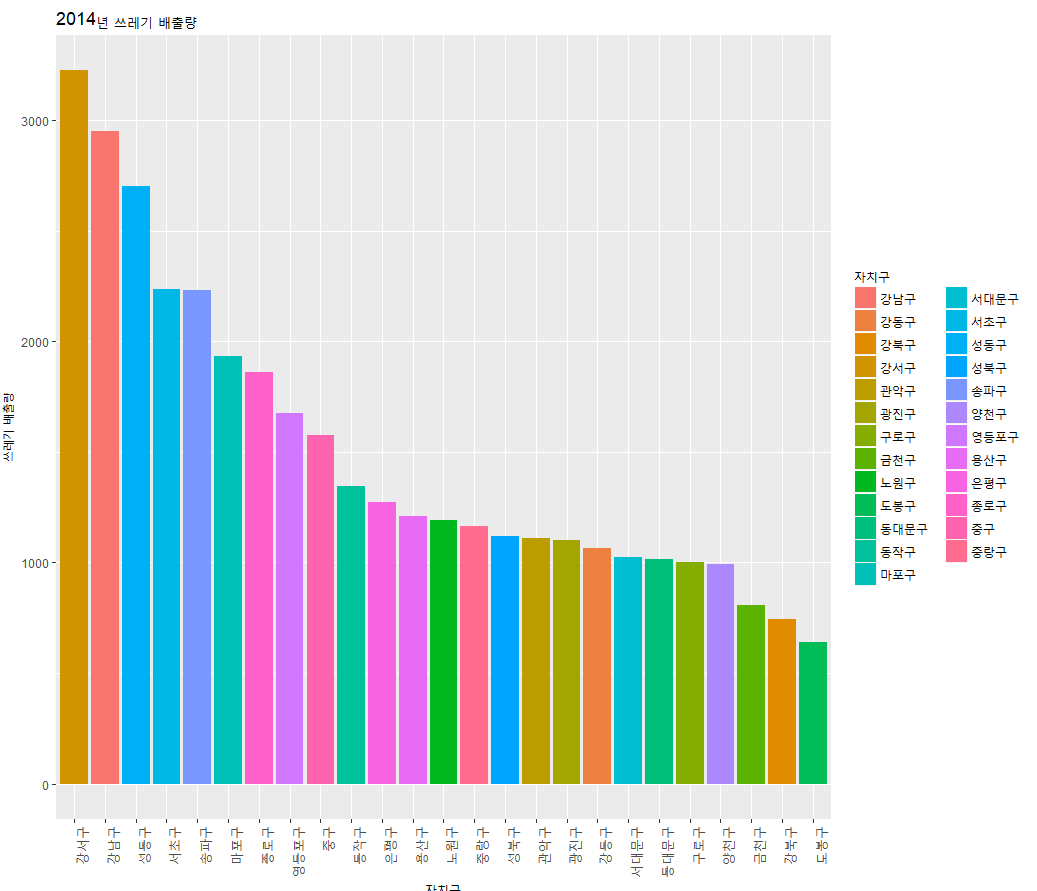 2014년 쓰레기 배출량
쓰레기 배출량
3000
2000
1000
0
강서구
강남구
성동구
서초구
송파구
마포구
종로구
영등포구
중구
동작구
은평구
용산구
노원구
중랑구
성북구
관악구
광진구
강동구
서대문구
동대문구
구로구
양천구
금천구
강북구
도봉구
자치구
자치구
강남구
강동구
강북구
강서구
관악구
광진구
구로구
금천구
노원구
도봉구
동대문구
동작구
마포구
서대문구
서초구
성동구
성북구
송파구
양천구
영등포구
용산구
은평구
종로구
중구
중랑구